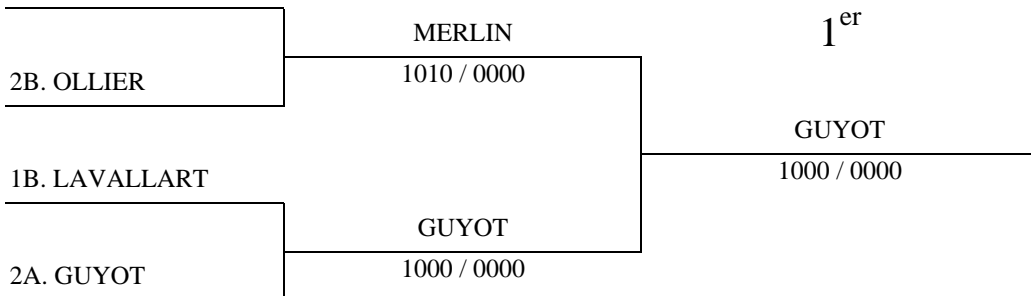 MERLIN
1er
2B. OLLIER
1010 / 0000
GUYOT
1B. LAVALLART
1000 / 0000
GUYOT
2A. GUYOT
1000 / 0000